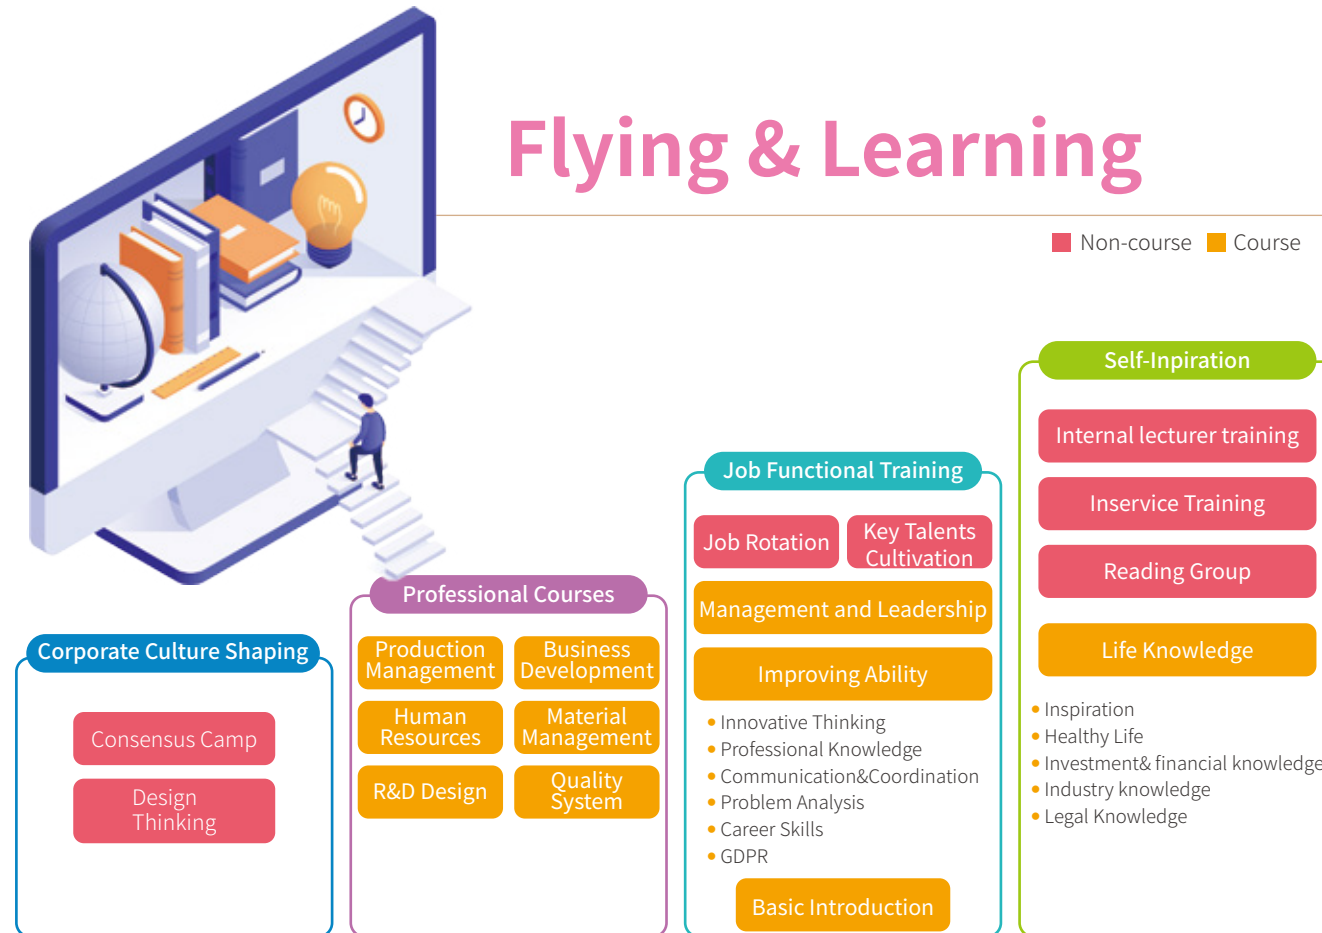 Flying & Learning
Non-course
Course
Corporate Culture Shaping
Consensus Camp
Design
Thinking
Professional Courses
Production
Management
Business
Development
Human
Resources
Material
Management
R&D Design
Quality
System
Job Functional Training
Job Rotation
Key Talents
Cultivation
Management and Leadership
Improving Ability
• Innovative Thinking
• Professional Knowledge
• Communication&Coordination
• Problem Analysis
• Career Skills
• GDPR
Basic Introduction
Self-Inpiration
Internal lecturer training
Inservice Training
Reading Group
Life Knowledge
• Inspiration
• Healthy Life
• Investment& financial knowledge
• Industry knowledge
• Legal Knowledge